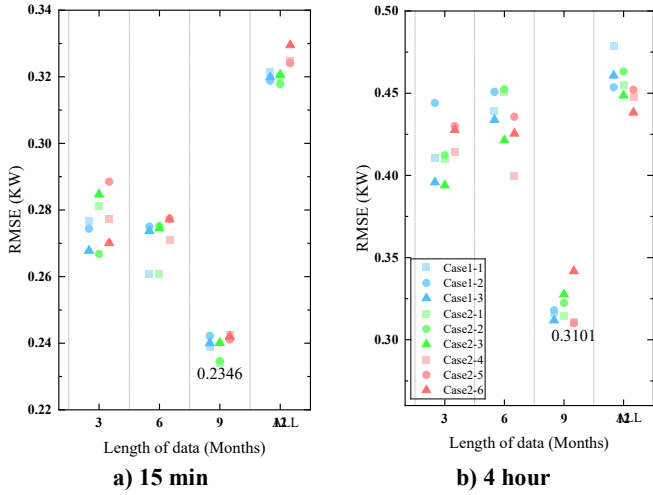 0.34
0.32
0.30
0.28
0.26
0.24
0.22
RMSE (KW)
0.2346
3 6 9 12 ALL
Length of data (Months)
a) 15 min
0.50
0.45
0.40
0.35
0.30
RMSE (KW)
Case1-1
Case1-2
Case1-3
Case2-1
Case2-2
Case2-3
Case2-4
Case2-5
Case2-6
0.3101
3 6 9 12 ALL
Length of data (Months)
b) 4 hour